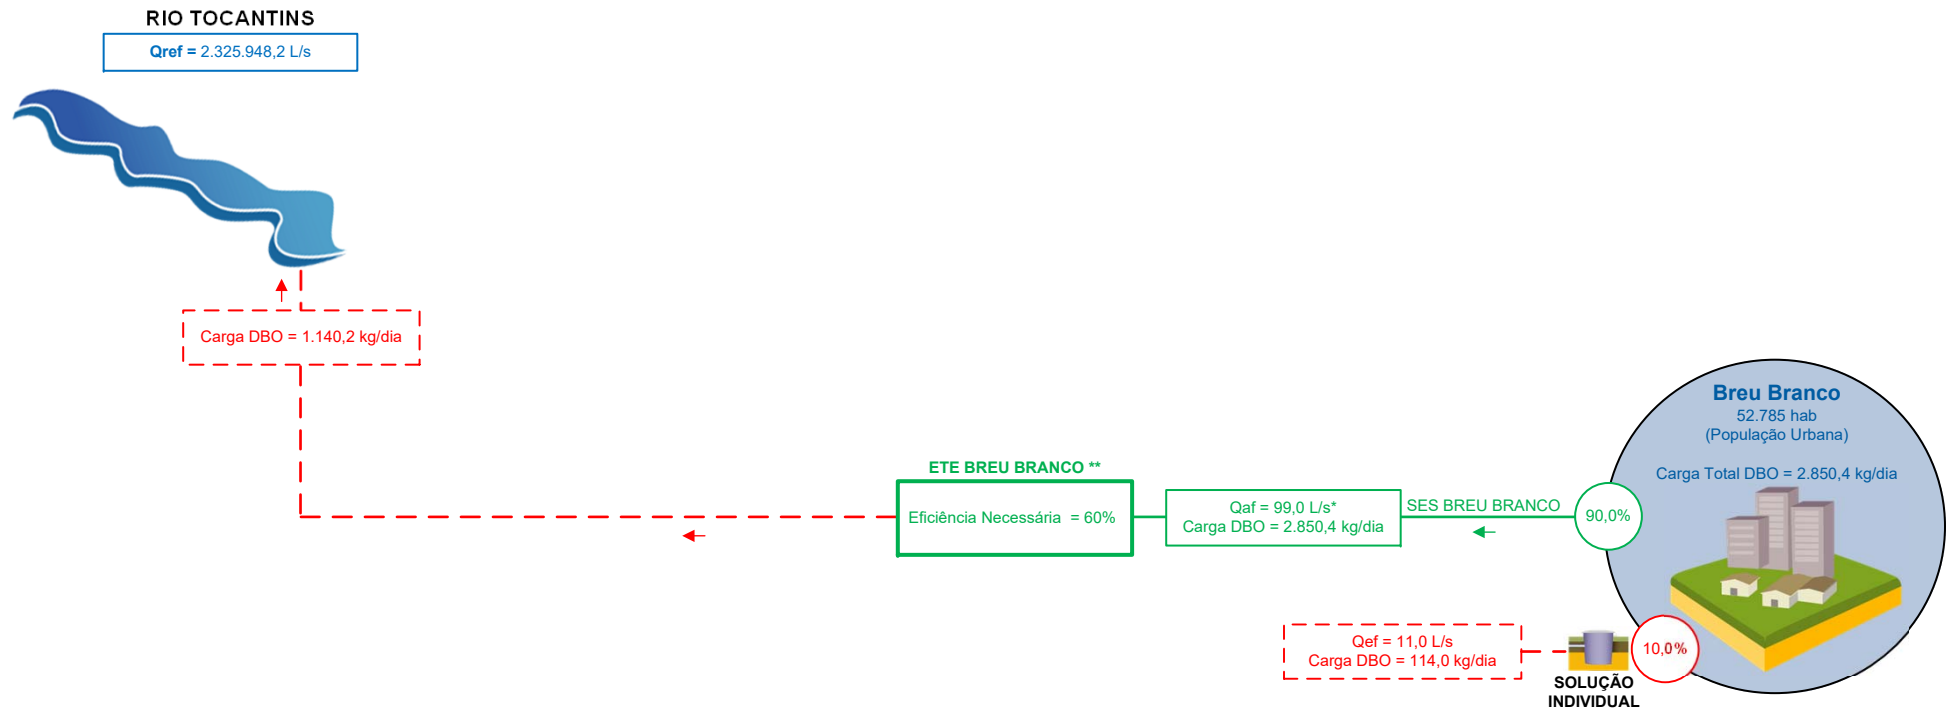 RIO TOCANTINS
Qref = 2.325.948,2 L/s
Carga DBO = 1.140,2 kg/dia
ETE BREU BRANCO **
Eficiência Necessária = 60%
Qaf = 99,0 L/s*
Carga DBO = 2.850,4 kg/dia
SES BREU BRANCO
90,0%
Breu Branco
52.785 hab
(População Urbana)
Carga Total DBO = 2.850,4 kg/dia
Qef = 11,0 L/s
Carga DBO = 114,0 kg/dia
10,0%
SOLUÇÃO
INDIVIDUAL